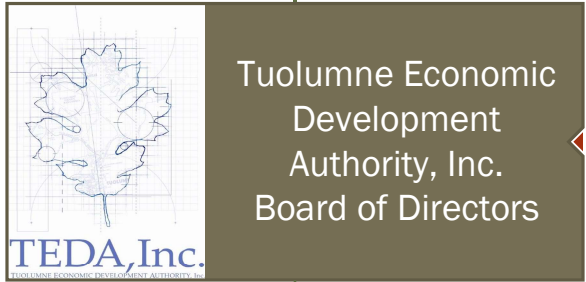 TEDA, Inc.
TUOLUMNE ECONOMIC DEVELOPMENT AUTHORITY, Inc.
Tuolumne Economic
Development
Authority, Inc.
Board of Directors